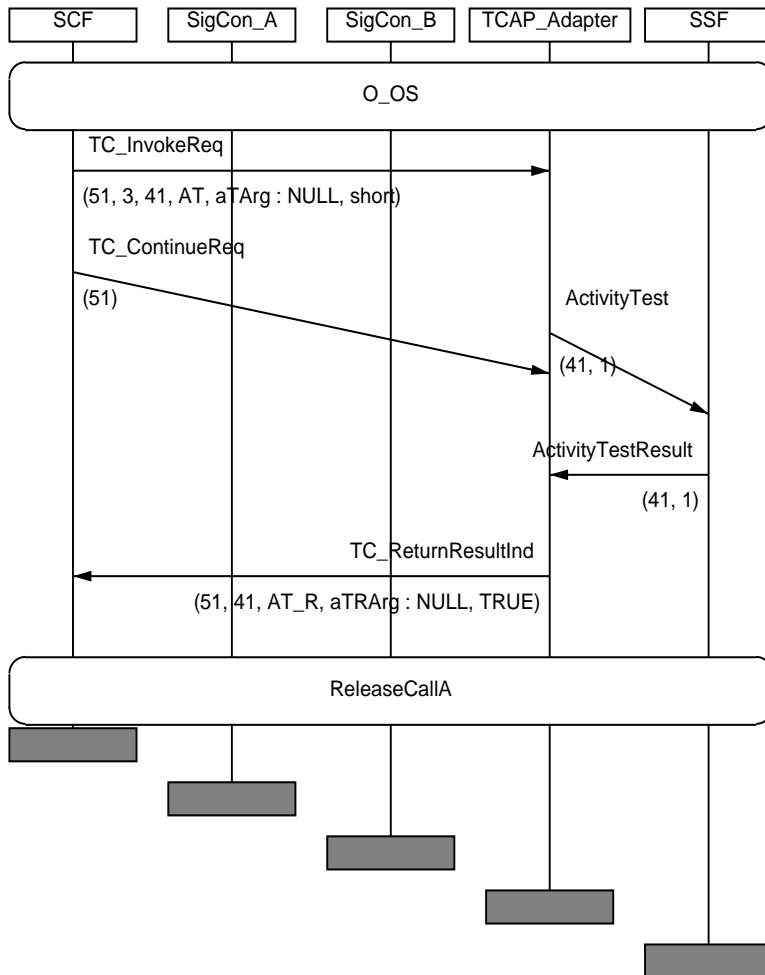 SCF SigCon_A SigCon_B TCAP_Adapter SSF
O_OS
TC_InvokeReq
(51, 3, 41, AT, aTArg : NULL, short)
TC_ContinueReq
(51)
ActivityTest
(41, 1)
ActivityTestResult
(41, 1)
TC_ReturnResultInd
(51, 41, AT_R, aTRArg : NULL, TRUE)
ReleaseCallA